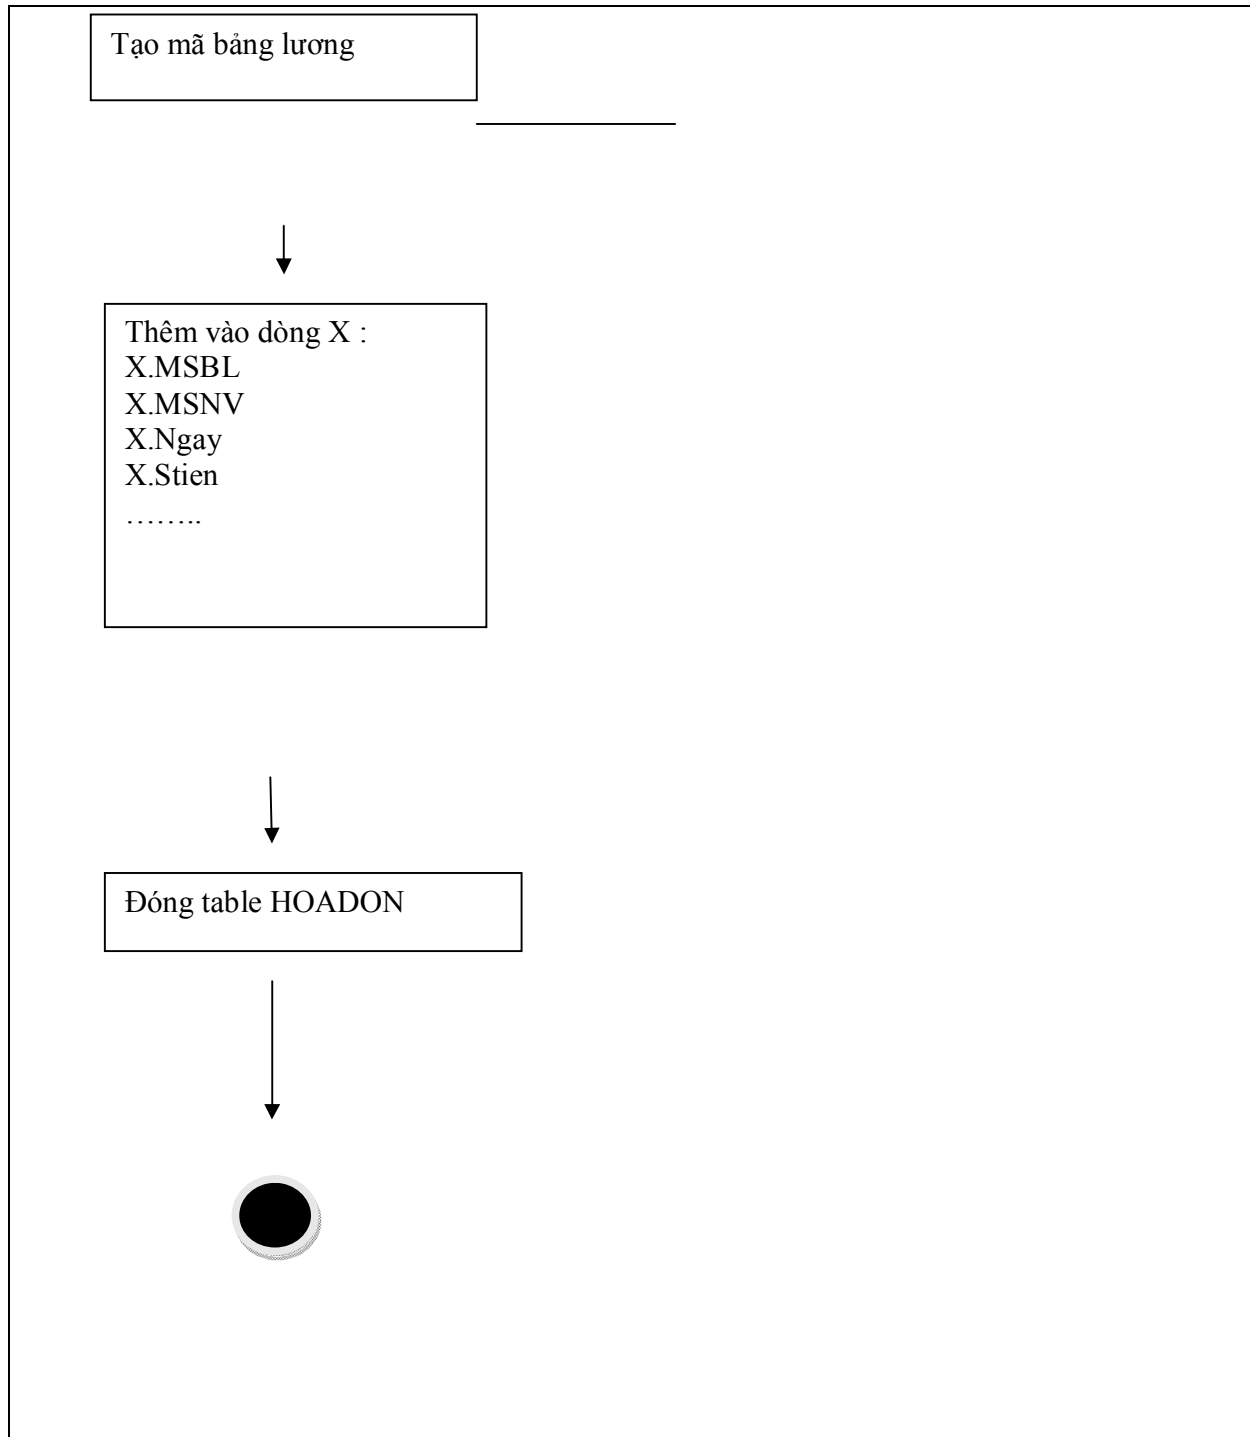 Tạo mã bảng lương
Thêm vào dòng X :
X.MSBL
X.MSNV
X.Ngay
X.Stien
……..
Đóng table HOADON